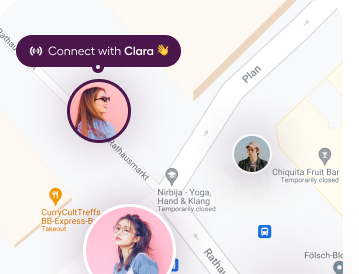 Connect with Clara 👋
Plan
Rathausmarkt
Chiquita Fruit Bar
Temporarily closed
Nirbija - Yoga,
Hand & Klang
Temporarily closed
CurryCultTreffs
BB-Express-B
Takeout
Fölsch-Blo